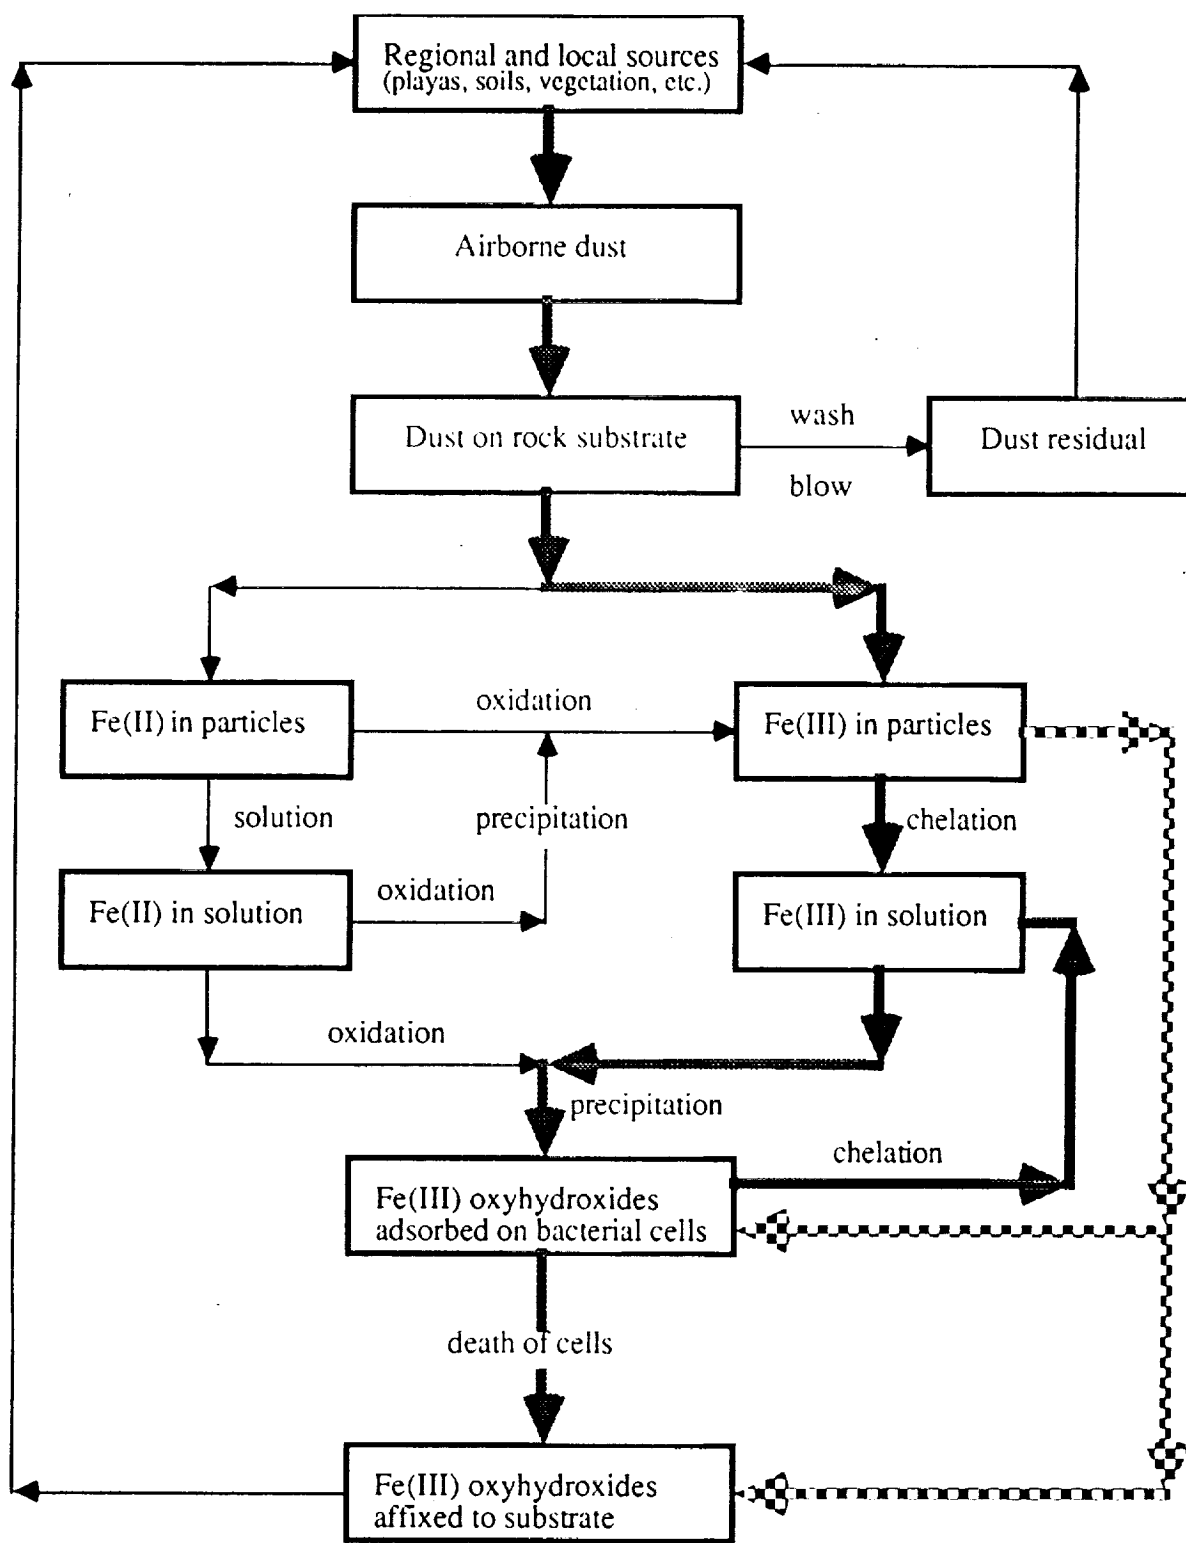 Regional and local sources
(playas, soils, vegetation, etc.)
Airborne dust
Dust on rock substrate
wash
blow
Dust residual
Fe(II) in particles
oxidation
Fe(III) in particles
solution
precipitation
chelation
Fe(II) in solution
oxidation
Fe(III) in solution
oxidation
precipitation
chelation
Fe(III) oxyhydroxides
adsorbed on bacterial cells
death of cells
Fe(III) oxyhydroxides
affixed to substrate